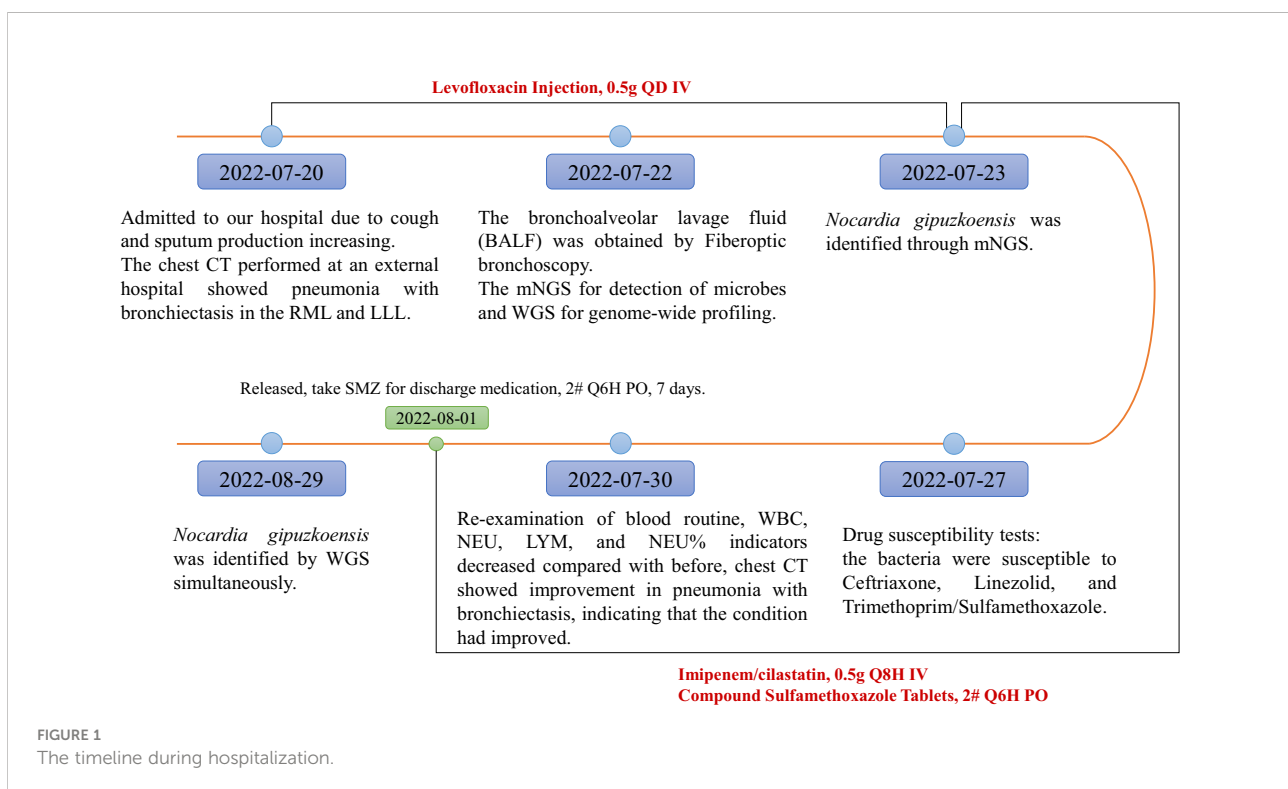 Levofloxacin Injection, 0.5g QD IV
2022-07-20
2022-07-22
2022-07-23
Admitted to our hospital due to cough
and sputum production increasing.
The chest CT performed at an external
hospital showed pneumonia with
bronchiectasis in the RML and LLL.
The bronchoalveolar lavage fluid
(BALF) was obtained by Fiberoptic
bronchoscopy.
The mNGS for detection of microbes
and WGS for genome-wide profiling.
Nocardia gipuzkoensis was
identified through mNGS.
Released, take SMZ for discharge medication, 2# Q6H PO, 7 days.
2022-08-01
2022-08-29
2022-07-30
2022-07-27
Nocardia gipuzkoensis
was identified by WGS
simultaneously.
Re-examination of blood routine, WBC,
NEU, LYM, and NEU% indicators
decreased compared with before, chest CT
showed improvement in pneumonia with
bronchiectasis, indicating that the condition
had improved.
Drug susceptibility tests:
the bacteria were susceptible to
Ceftriaxone, Linezolid, and
Trimethoprim/Sulfamethoxazole.
Imipenem/cilastatin, 0.5g Q8H IV
Compound Sulfamethoxazole Tablets, 2# Q6H PO
FIGURE 1
The timeline during hospitalization.